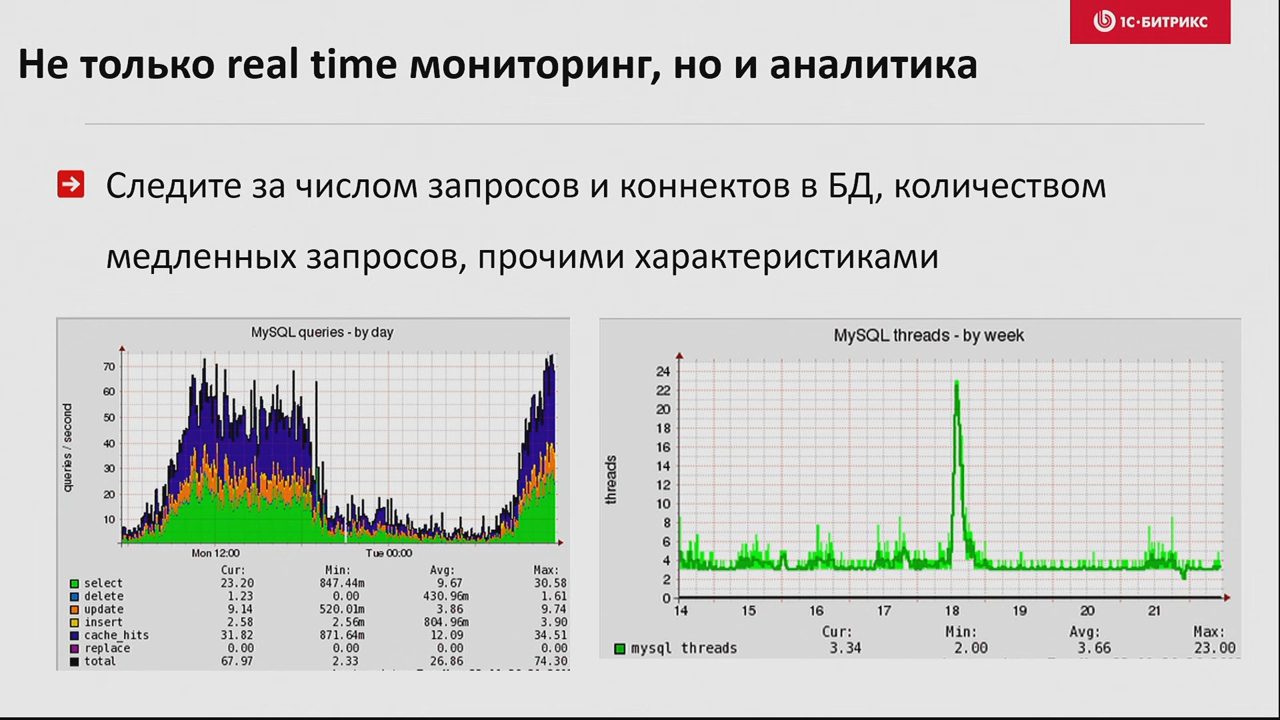 1С·БИТРИКС
Не только real time мониторинг, но и аналитика
Следите за числом запросов и коннектов в БД, количеством
медленных запросов, прочими характеристиками
MySQL queries - by day
queries / second
70
60
50
40
30
20
10
Mon 12:00 Tue 00:00
Cur: Min: Avg: Max:
select 23.20 847.44m 9.67 30.58
delete 1.23 0.00 430.96m 1.61
update 9.14 520.01m 3.86 9.74
insert 2.58 2.56m 804.96m 3.90
cache_hits 31.82 871.64m 12.09 34.51
replace 0.00 0.00 0.00 0.00
total 67.97 2.33 26.86 74.30
MySQL threads - by week
threads
24
22
20
18
16
14
12
10
8
6
4
2
0
14 15 16 17 18 19 20 21
Cur: Min: Avg: Max:
mysql threads 3.34 2.00 3.66 23.00